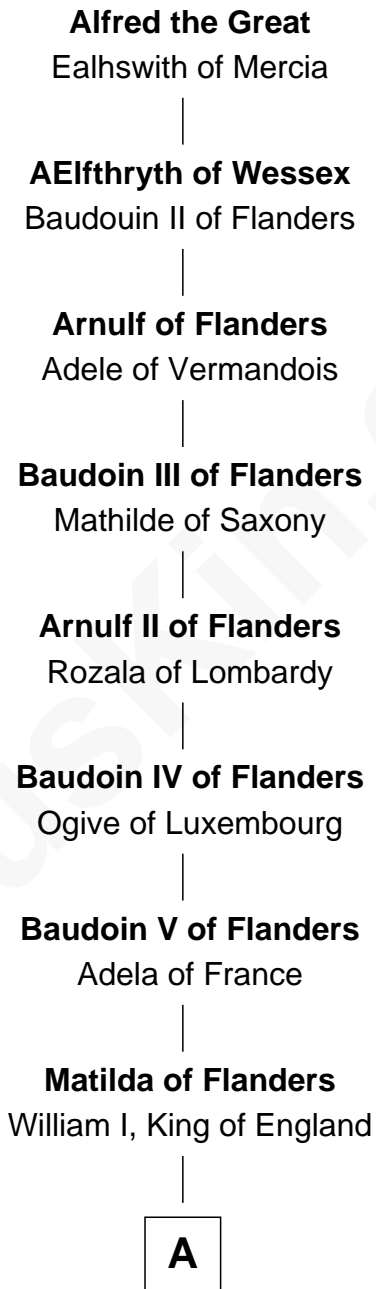 Alfred the Great
Ealhswith of Mercia
AElfthryth of Wessex
Baudouin II of Flanders
Arnulf of Flanders
Adele of Vermandois
Baudoin III of Flanders
Mathilde of Saxony
Arnulf II of Flanders
Rozala of Lombardy
Baudoin IV of Flanders
Ogive of Luxembourg
Baudoin V of Flanders
Adela of France
Matilda of Flanders
William I, King of England
A